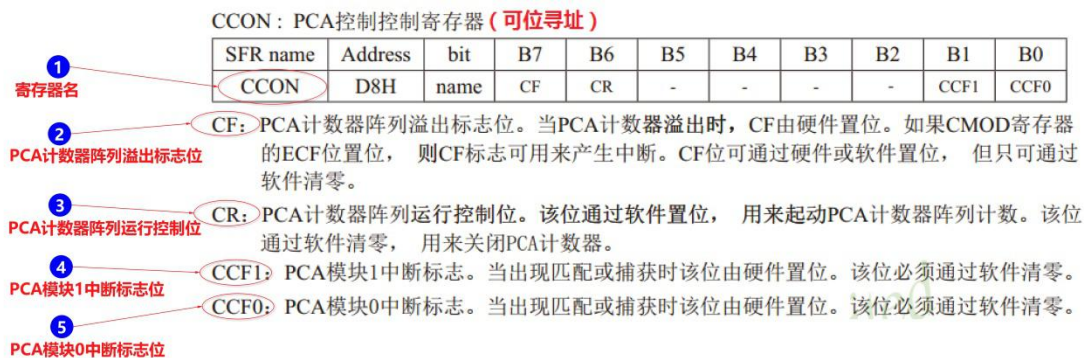 CCON : PCA控制控制寄存器（可位寻址）
SFR name Address bit B7 B6 B5 B4 B3 B2 B1 B0
CCON D8H name CF CR - - - - CCF1 CCF0
1
寄存器名
CF：PCA计数器阵列溢出标志位。当PCA计数器溢出时，CF由硬件置位。如果CMOD寄存器
2
PCA计数器阵列溢出标志位
的ECF位置位， 则CF标志可用来产生中断。CF位可通过硬件或软件置位， 但只可通过
软件清零。
3
PCA计数器阵列运行控制位
CR：PCA计数器阵列运行控制位。该位通过软件置位， 用来起动PCA计数器阵列计数。该位
通过软件清零， 用来关闭PCA计数器。
4
PCA模块1中断标志位
CCF1：PCA模块1中断标志。当出现匹配或捕获时该位由硬件置位。该位必须通过软件清零。
CCF0：PCA模块0中断标志。当出现匹配或捕获时该位由硬件置位。该位必须通过软件清零。
5
PCA模块0中断标志位